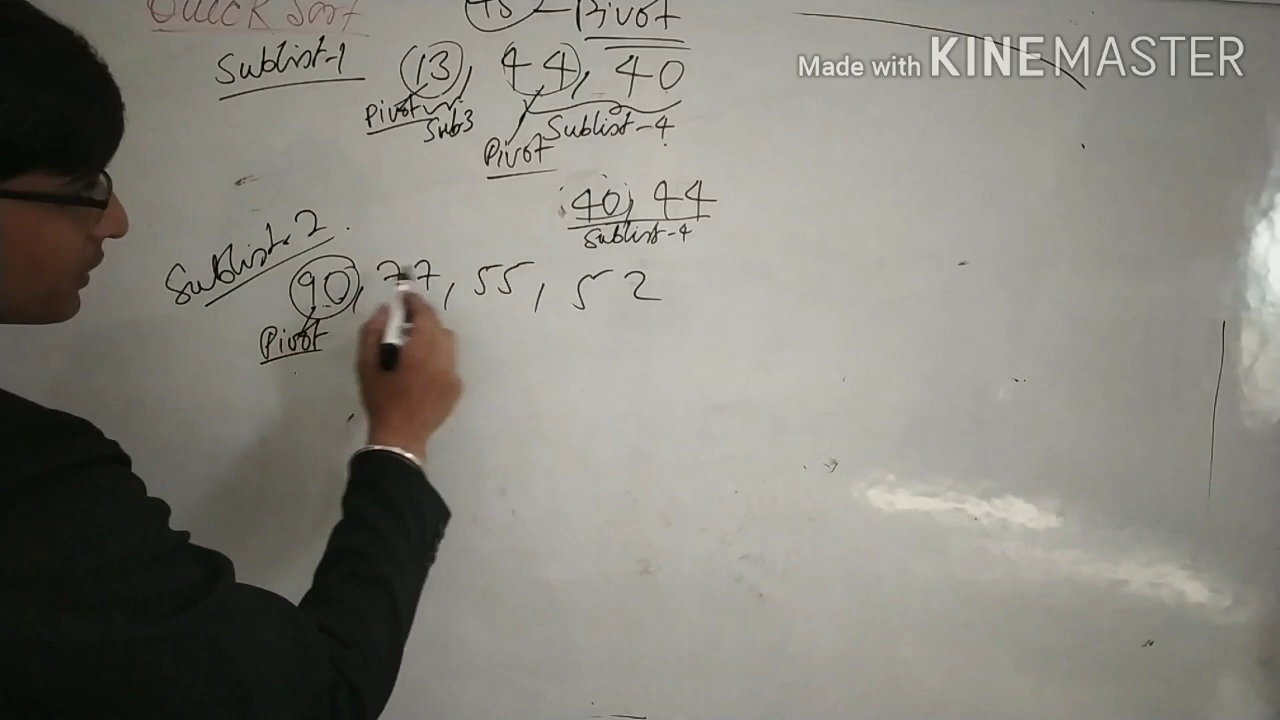 Quick Sort
Pivot
Made with KINEMASTER
Sublist-1 13, 44, 40
Pivot
Sub3
Sublist-4
Pivot
40, 44
Sublist-4
Sublist-2
90, 77, 55, 52
Pivot